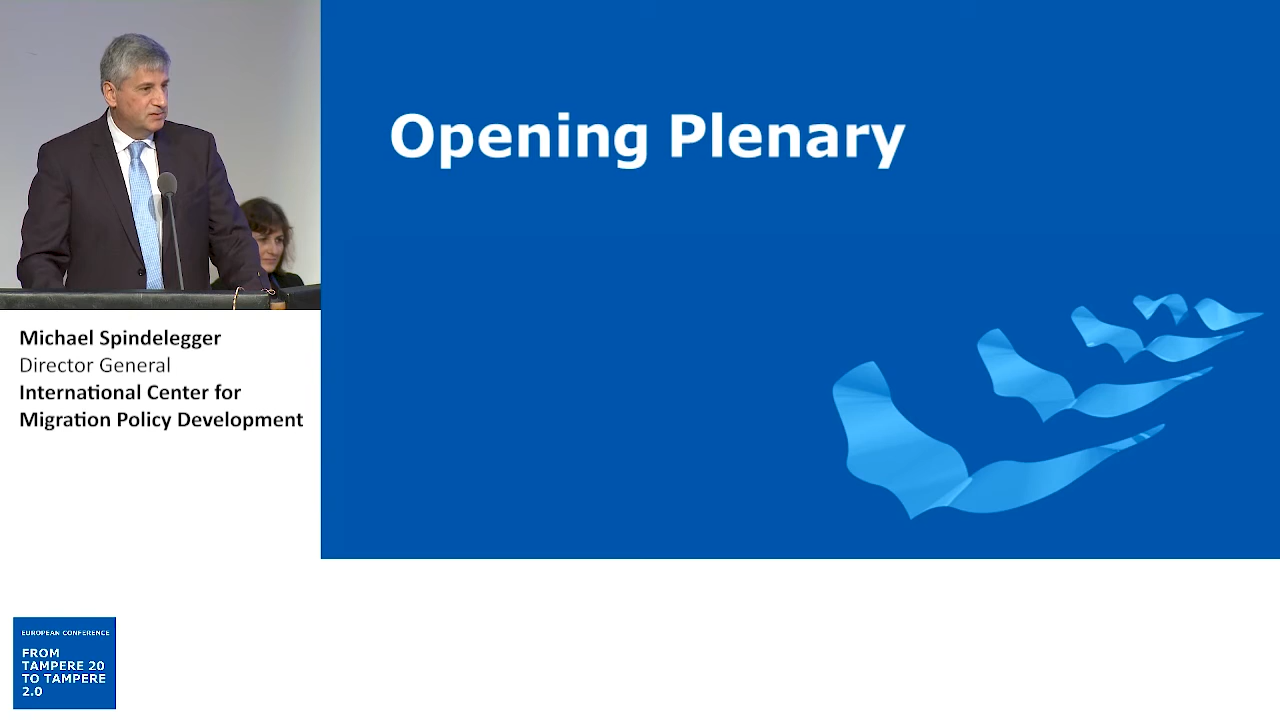 Opening Plenary
Michael Spindelegger
Director General
International Center for
Migration Policy Development
EUROPEAN CONFERENCE
FROM
TAMPERE 20
TO TAMPERE
2.0